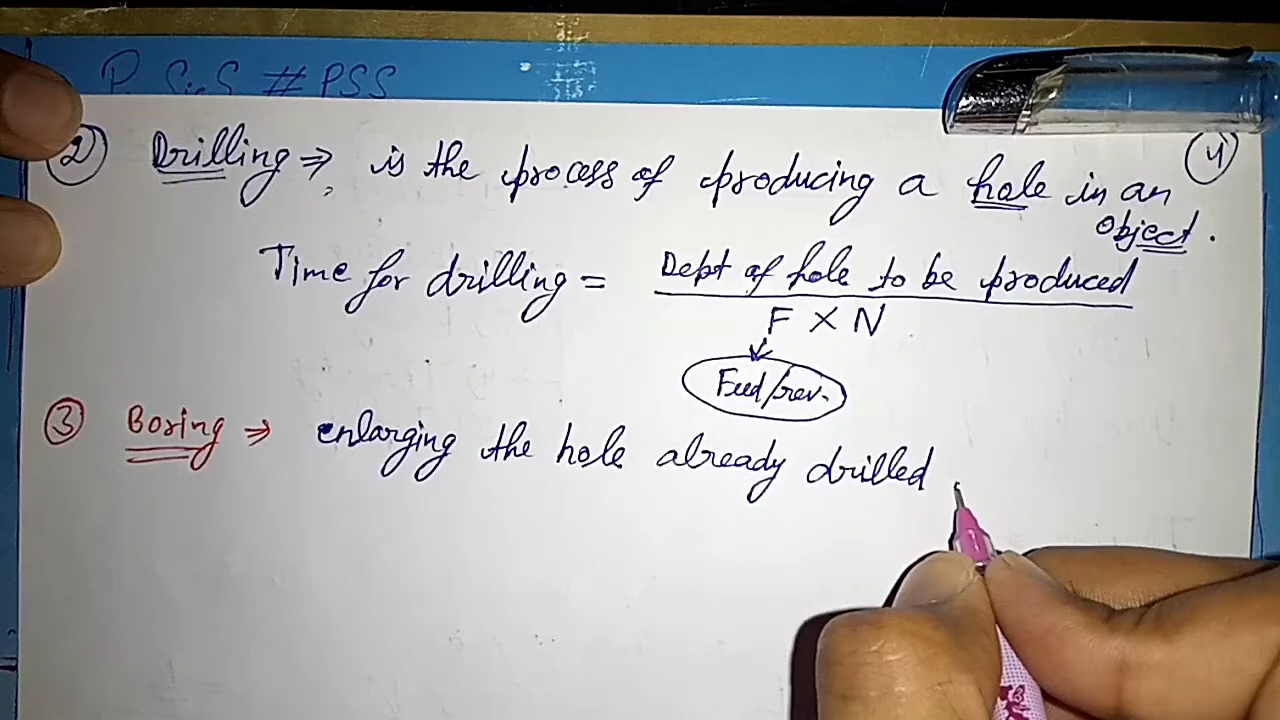 P. SirS # PSS
4
2 Drilling ⇒ is the process of producing a hole in an
object.
Time for drilling = Dept of hole to be produced
F × N
Feed/rev.
3 Boring ⇒ enlarging the hole already drilled